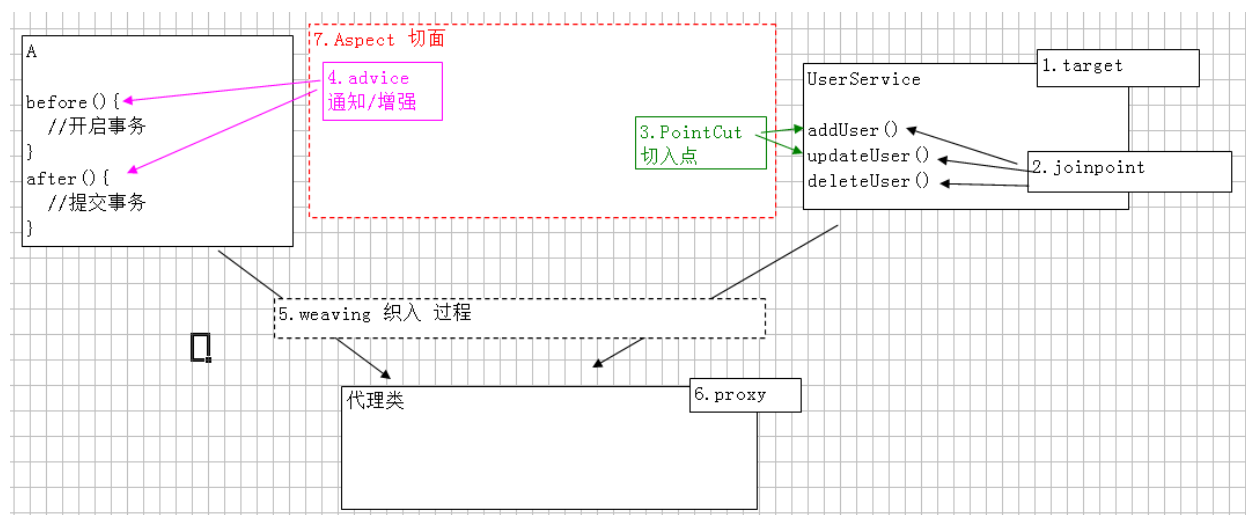 A
before(){
//开启事务
}
after(){
//提交事务
}
7.Aspect 切面
4.advice
通知/增强
3.PointCut
切入点
UserService
addUser()
updateUser()
deleteUser()
1.target
2.joinpoint
5.weaving 织入 过程
代理类
6.proxy